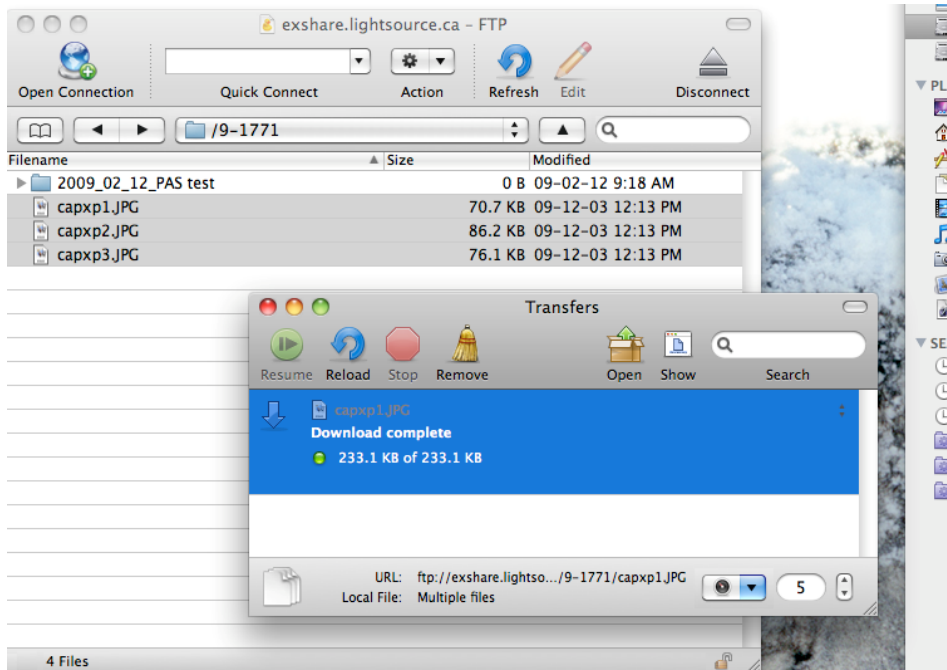 exshare.lightsource.ca – FTP
Open Connection
Quick Connect
Action
Refresh
Edit
Disconnect
/9-1771
Filename Size Modified
2009_02_12_PAS test 0 B 09-02-12 9:18 AM
capxp1.JPG 70.7 KB 09-12-03 12:13 PM
capxp2.JPG 86.2 KB 09-12-03 12:13 PM
capxp3.JPG 76.1 KB 09-12-03 12:13 PM
Transfers
Resume Reload Stop Remove Open Show Search
capxp1.JPG
Download complete
233.1 KB of 233.1 KB
URL: ftp://exshare.lightso.../9-1771/capxp1.JPG
Local File: Multiple files
5
4 Files
PL
SE